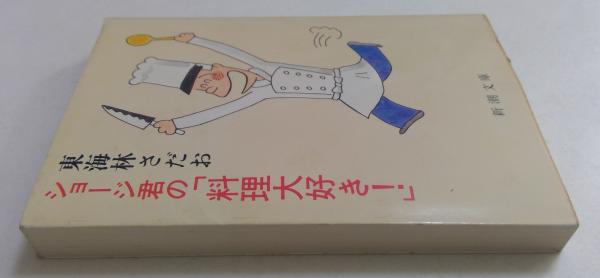 東海林さだお
ショージ君の「料理大好き！」
新潮文庫